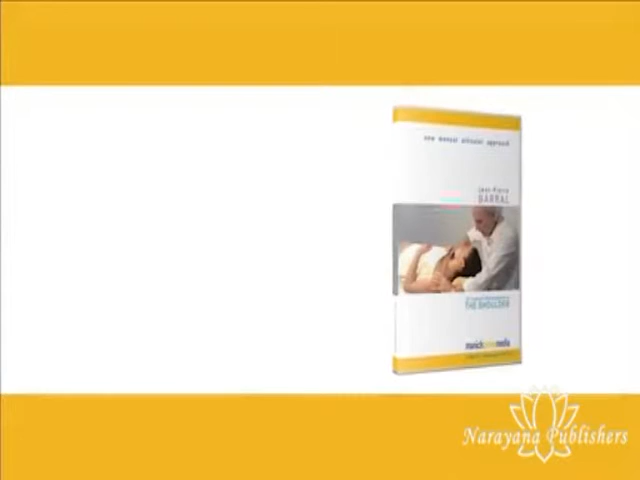 new manual articular approach
Jean-Pierre
BARRAL
THE SHOULDER
Narayana Publishers